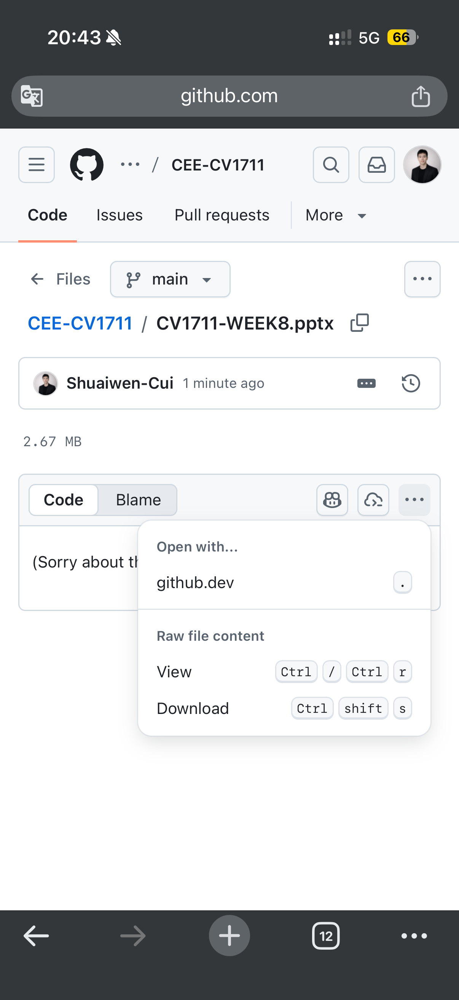 20:43 5G 66
github.com
··· / CEE-CV1711
Code Issues Pull requests More
Files main
CEE-CV1711 / CV1711-WEEK8.pptx
Shuaiwen-Cui 1 minute ago
2.67 MB
Code Blame
Open with...
(Sorry about
github.dev .
Raw file content
View Ctrl / Ctrl r
Download Ctrl shift s
12